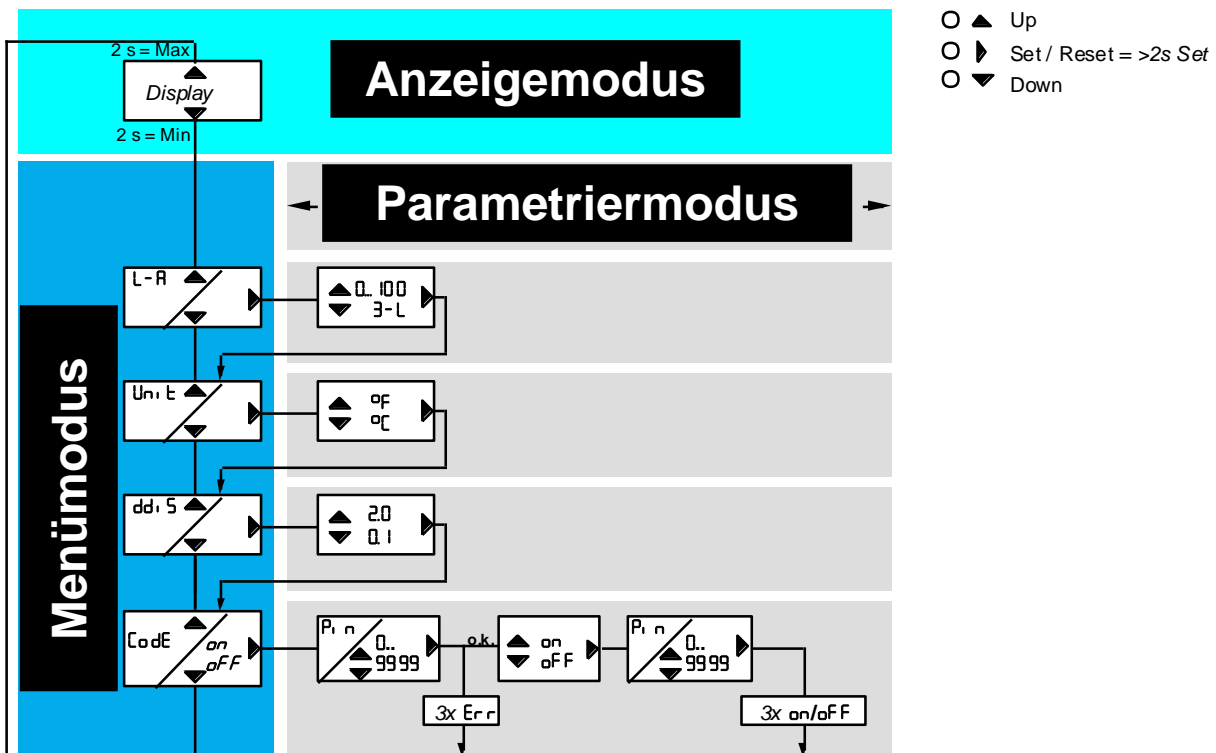 2 s = Max
Display
2 s = Min
Anzeigemodus
Up
Set / Reset = >2s Set
Down
Parametriermodus
Menümodus
L-A
0... 100
3-L
Unit
°F
°C
ddiS
2.0
0.1
CodE
on
oFF
Pin
0..
9999
o.k.
on
oFF
Pin
0..
9999
3x Err
3x on/oFF